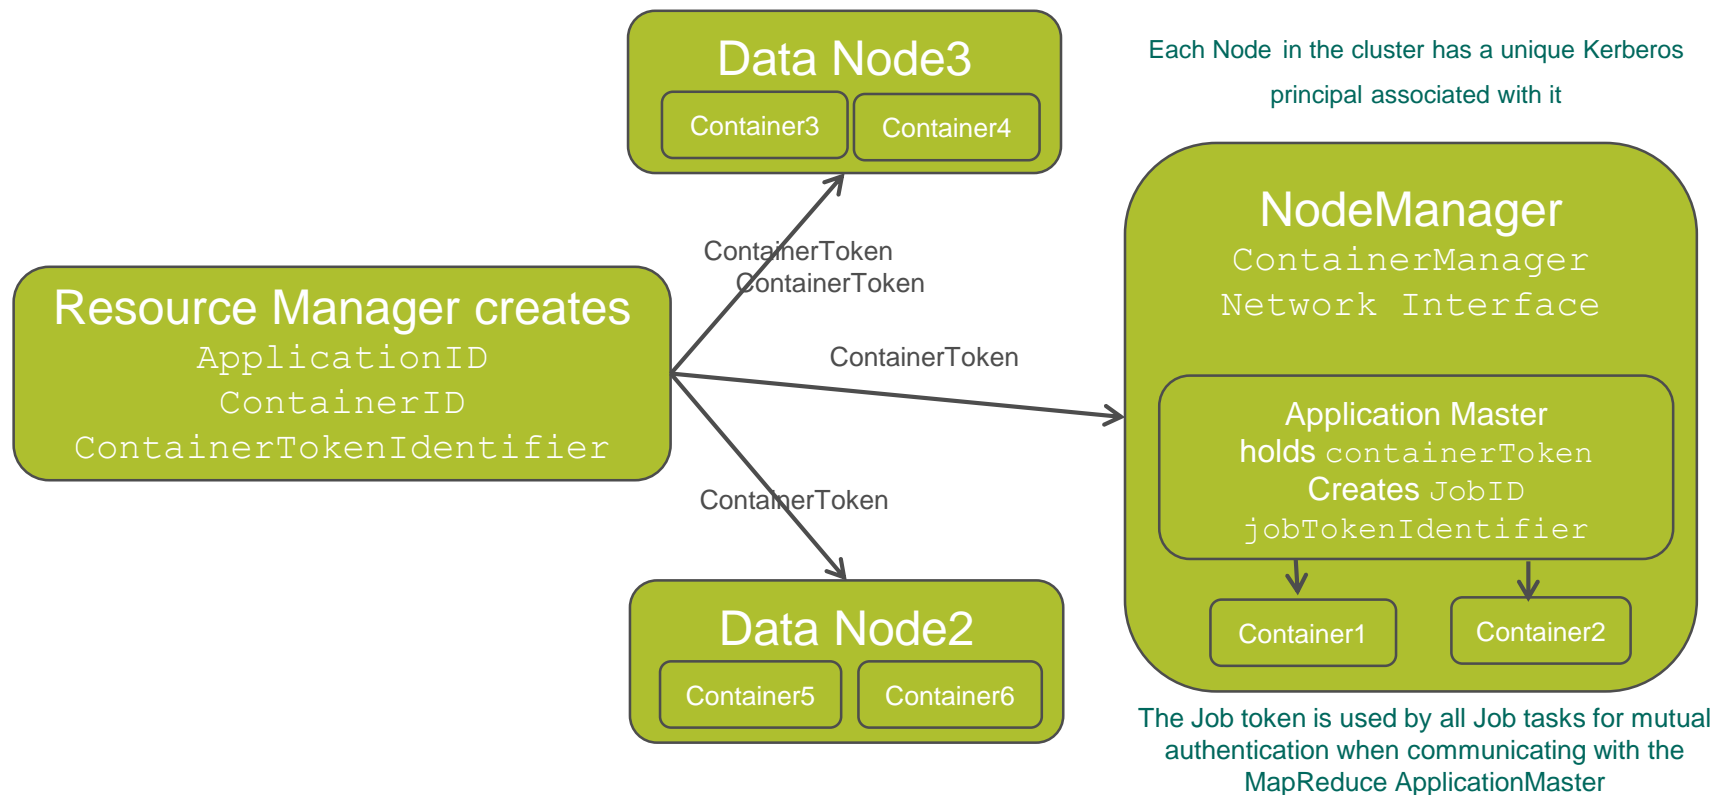 Data Node3
Container3
Container4
Each Node in the cluster has a unique Kerberos
principal associated with it
ContainerToken
ContainerToken
Resource Manager creates
ApplicationID
ContainerID
ContainerTokenIdentifier
ContainerToken
ContainerToken
NodeManager
ContainerManager
Network Interface
Application Master
holds containerToken
Creates JobID
jobTokenIdentifier
Container1
Container2
Data Node2
Container5
Container6
The Job token is used by all Job tasks for mutual
authentication when communicating with the
MapReduce ApplicationMaster